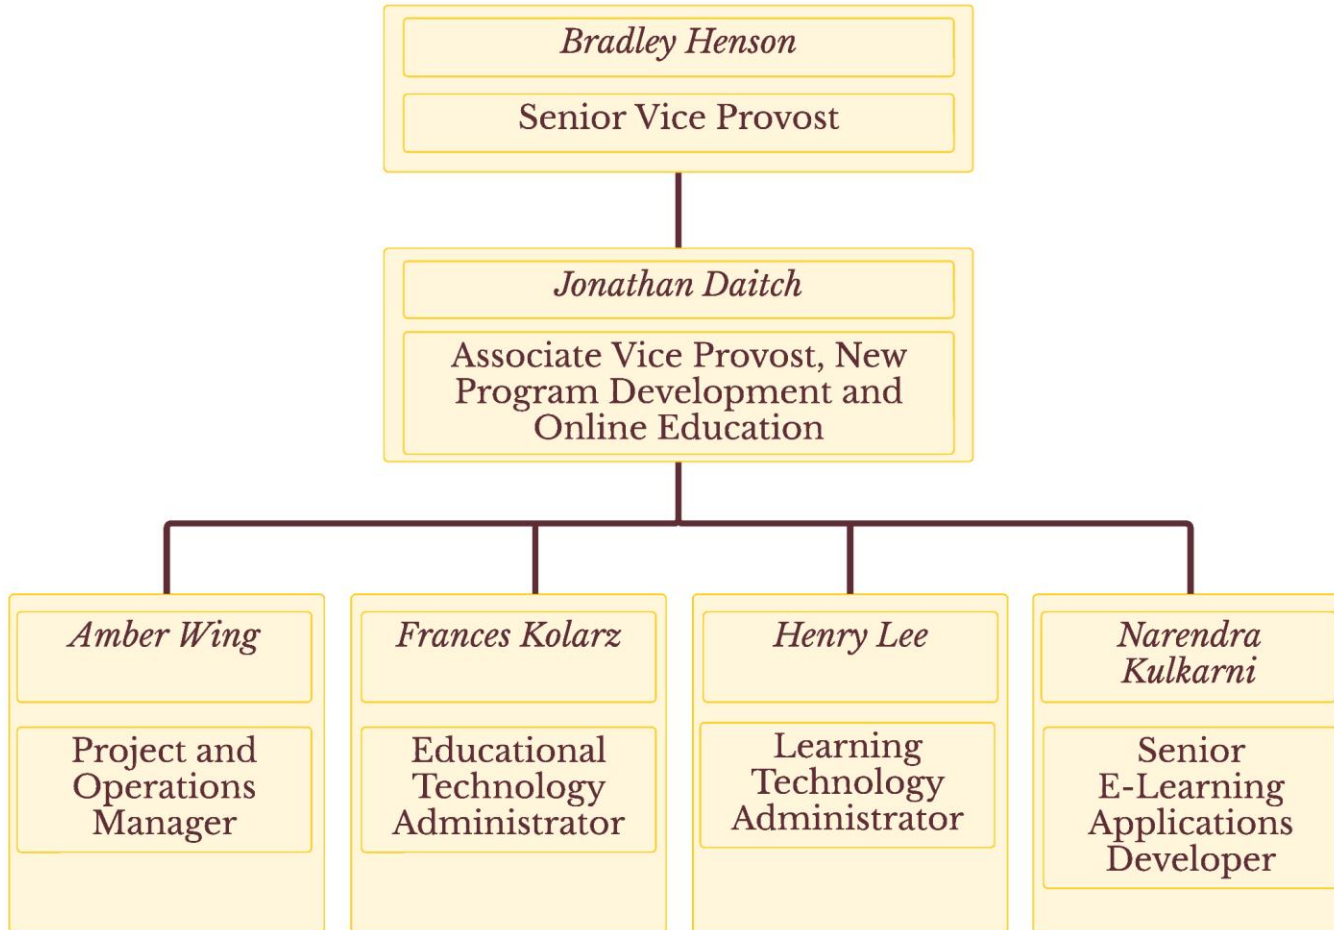 Bradley Henson
Senior Vice Provost
Jonathan Daitch
Associate Vice Provost, New
Program Development and
Online Education
Amber Wing
Project and
Operations
Manager
Frances Kolarz
Educational
Technology
Administrator
Henry Lee
Learning
Technology
Administrator
Narendra
Kulkarni
Senior
E-Learning
Applications
Developer